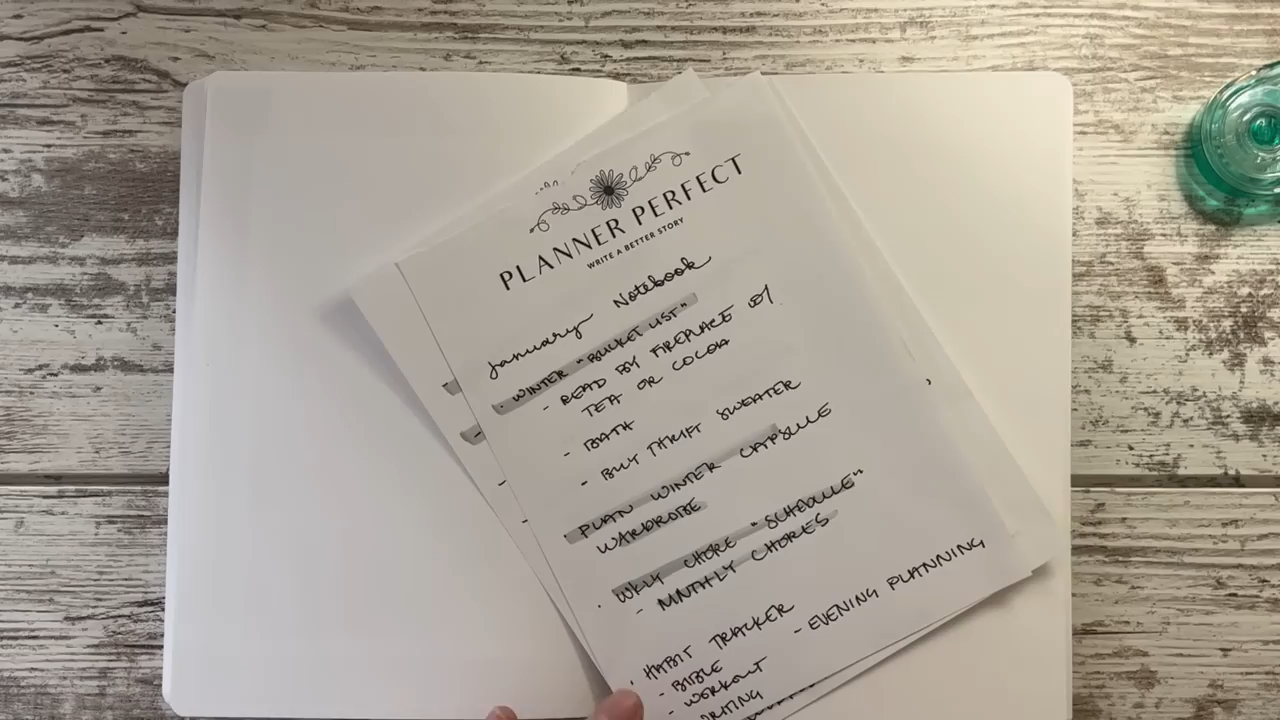 PLANNER PERFECT
WRITE A BETTER STORY
January Notebook
· WINTER "BUCKET LIST"
- READ BY FIREPLACE W/
TEA OR COCOA
- BATH
- BUY THRIFT SWEATER
· PLAN WINTER CAPSULE
WARDROBE
· WKLY CHORE "SCHEDULE"
- MNTHLY CHORES
· HABIT TRACKER
- BIBLE - EVENING PLANNING
- WORKOUT
- WRITING